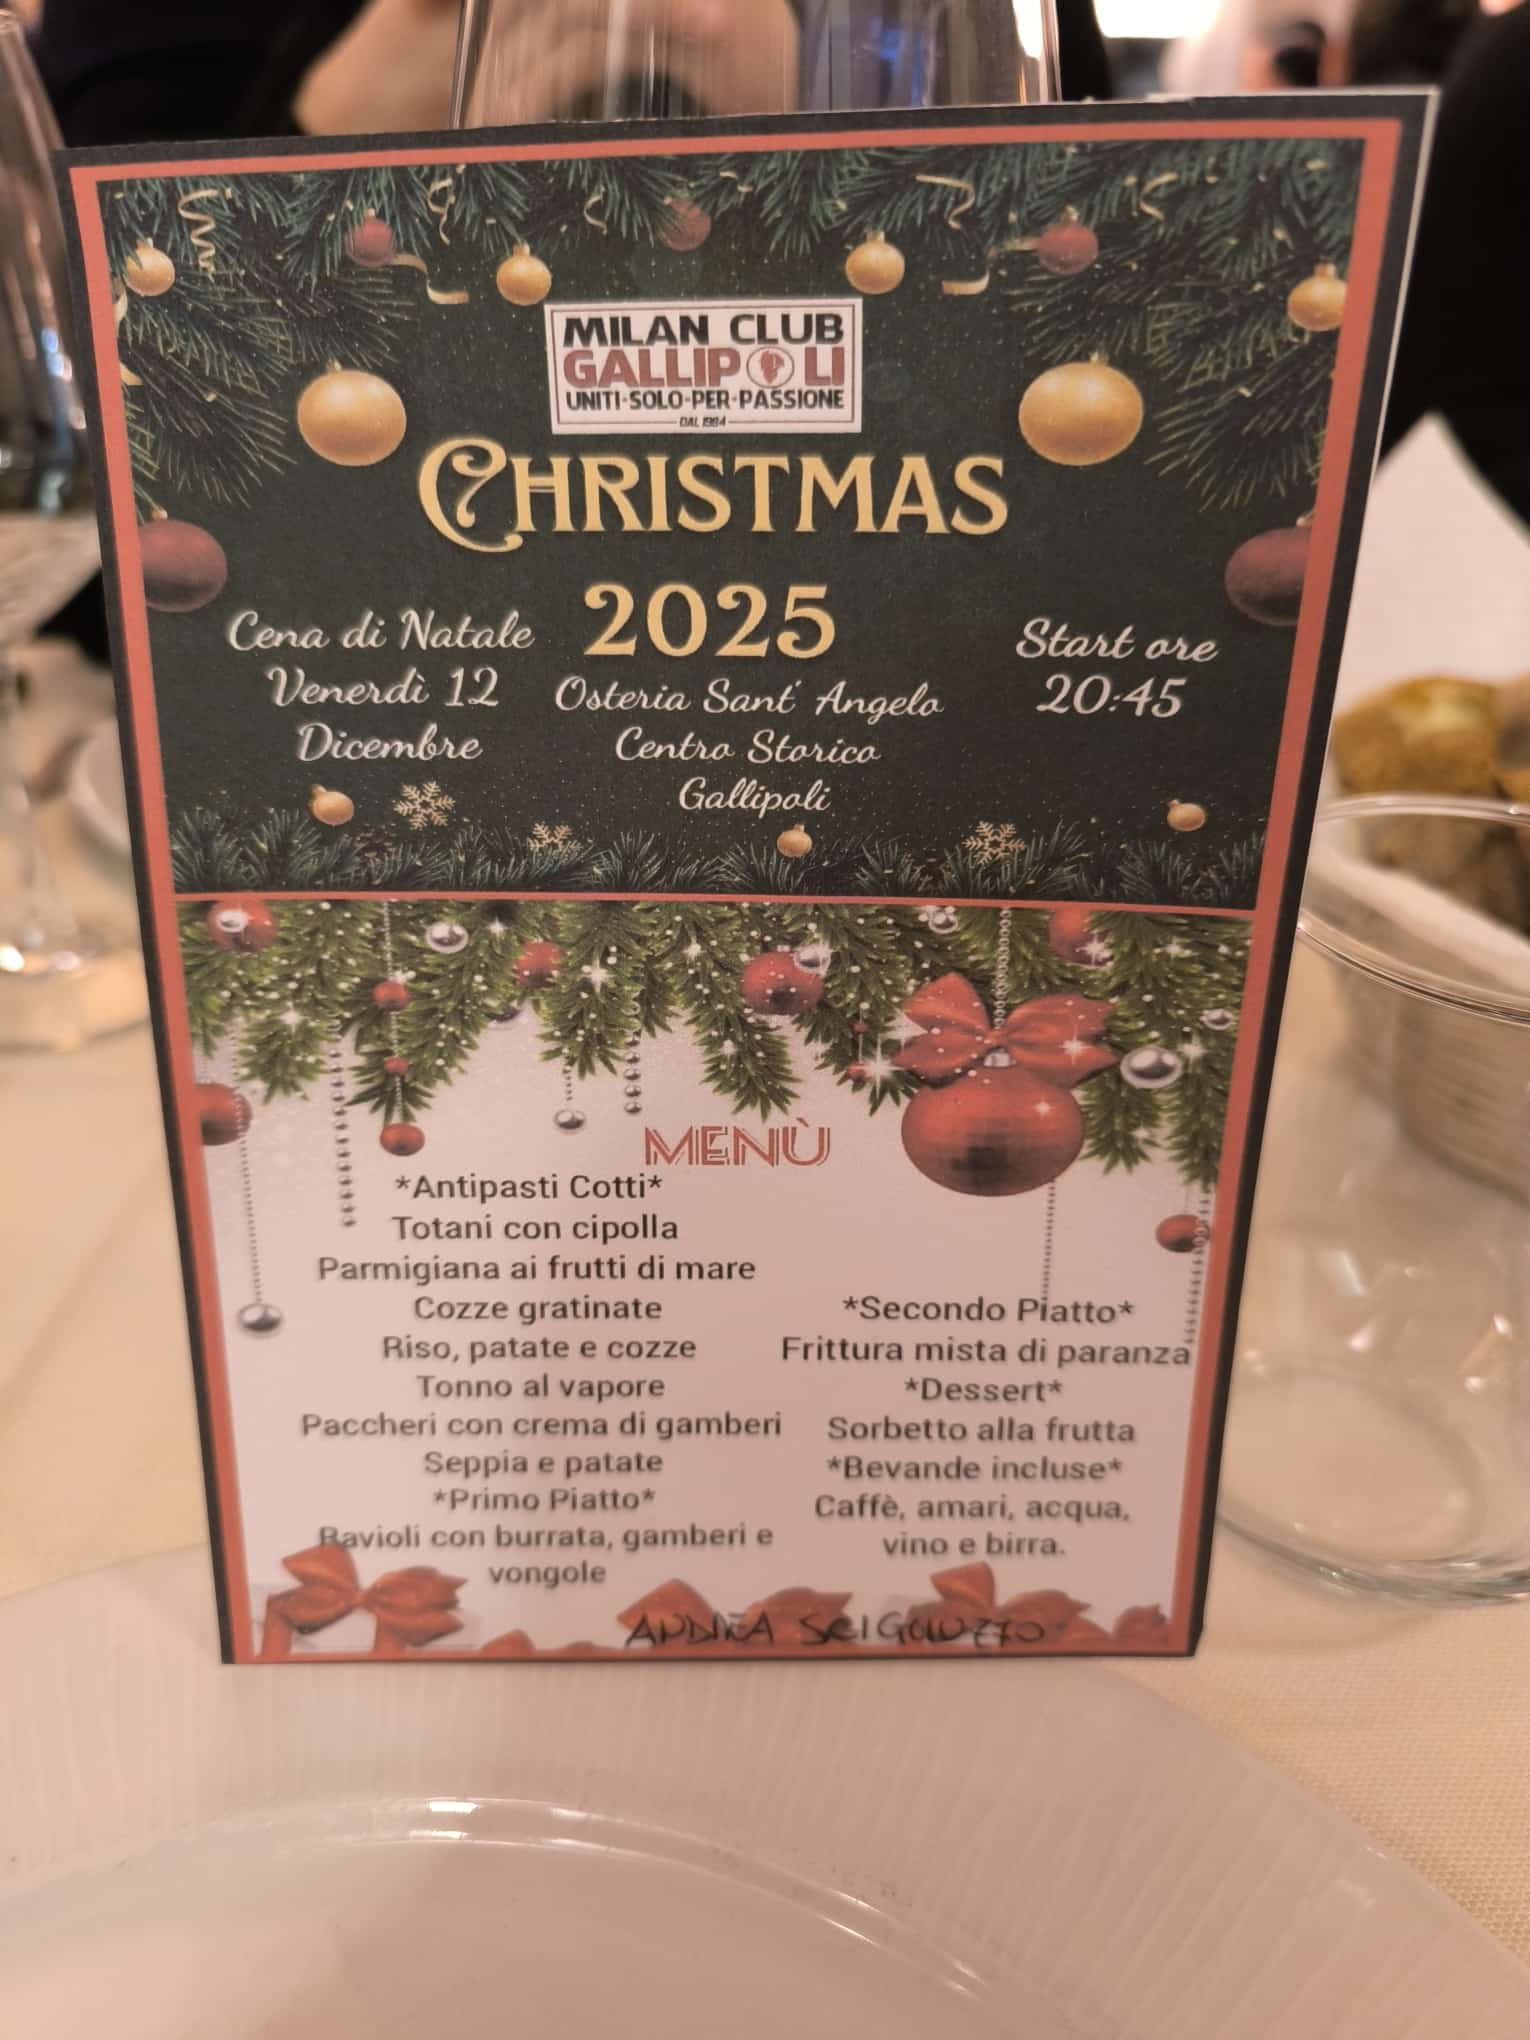 MILAN CLUB
GALLIPOLI
UNITI·SOLO·PER·PASSIONE
DAL 1984
CHRISTMAS
2025
Cena di Natale
Venerdì 12
Dicembre
Osteria Sant' Angelo
Centro Storico
Gallipoli
Start ore
20:45
MENÙ
*Antipasti Cotti*
Totani con cipolla
Parmigiana ai frutti di mare
Cozze gratinate
Riso, patate e cozze
Tonno al vapore
Paccheri con crema di gamberi
Seppia e patate
*Primo Piatto*
Ravioli con burrata, gamberi e
vongole
*Secondo Piatto*
Frittura mista di paranza
*Dessert*
Sorbetto alla frutta
*Bevande incluse*
Caffè, amari, acqua,
vino e birra.
ANDREA